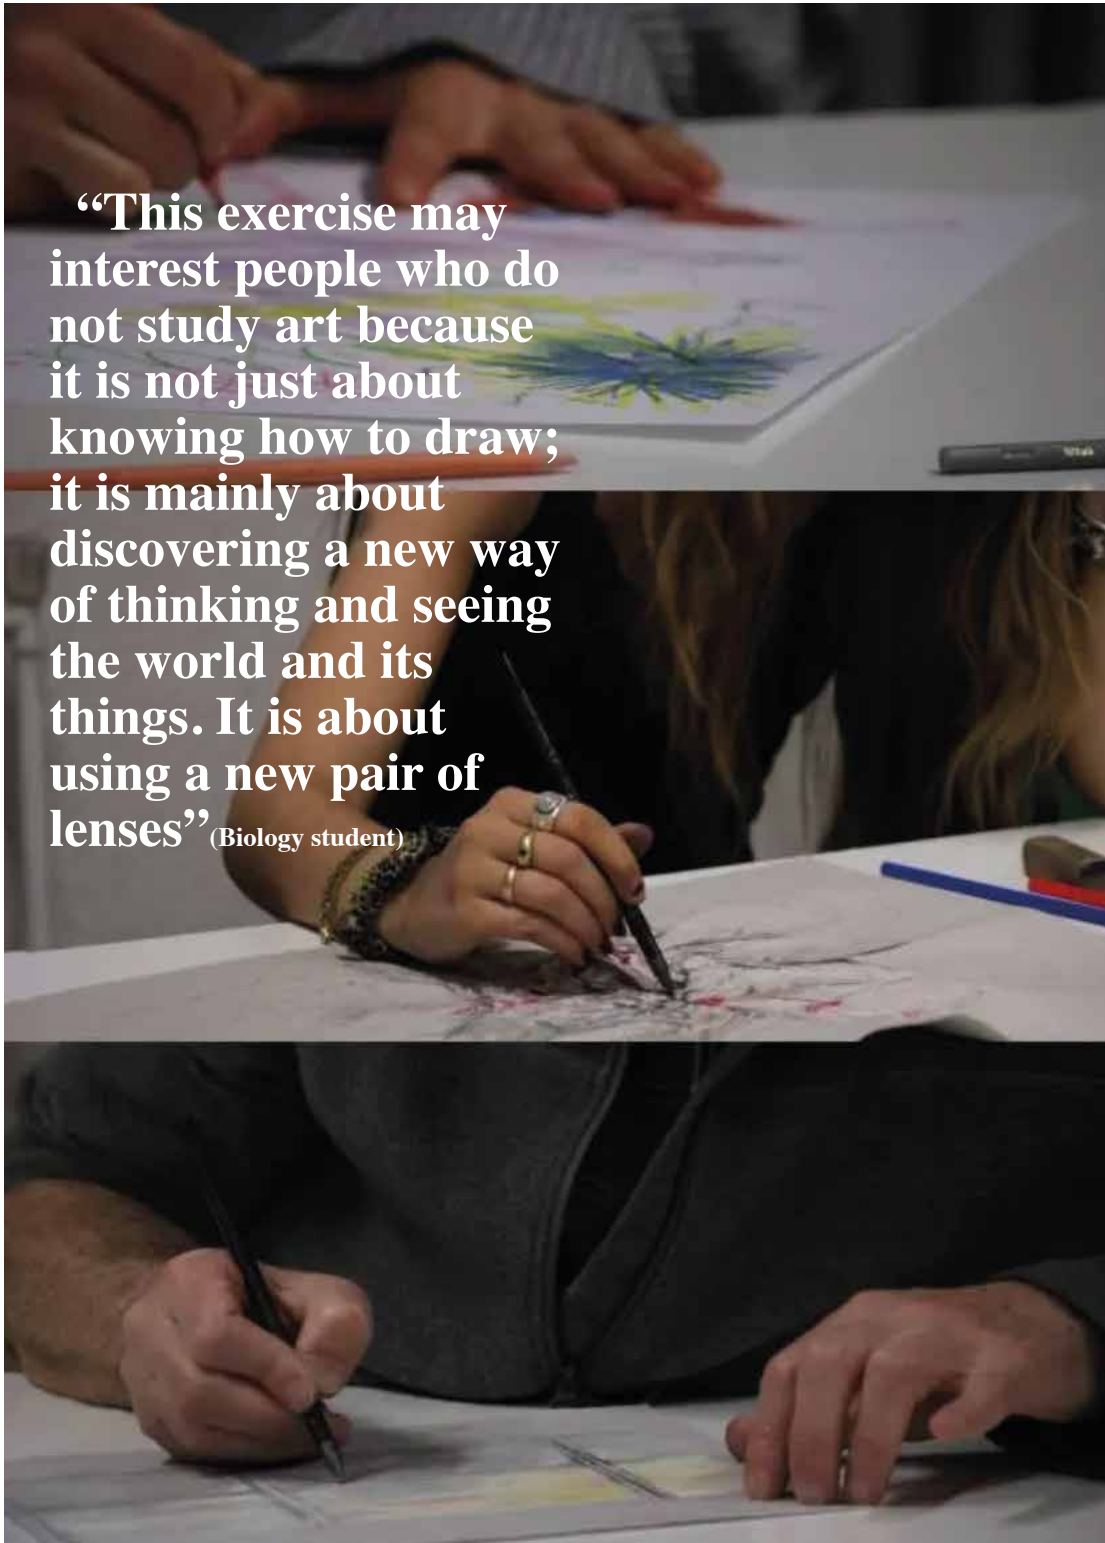 “This exercise may
interest people who do
not study art because
it is not just about
knowing how to draw;
it is mainly about
discovering a new way
of thinking and seeing
the world and its
things. It is about
using a new pair of
lenses”(Biology student)